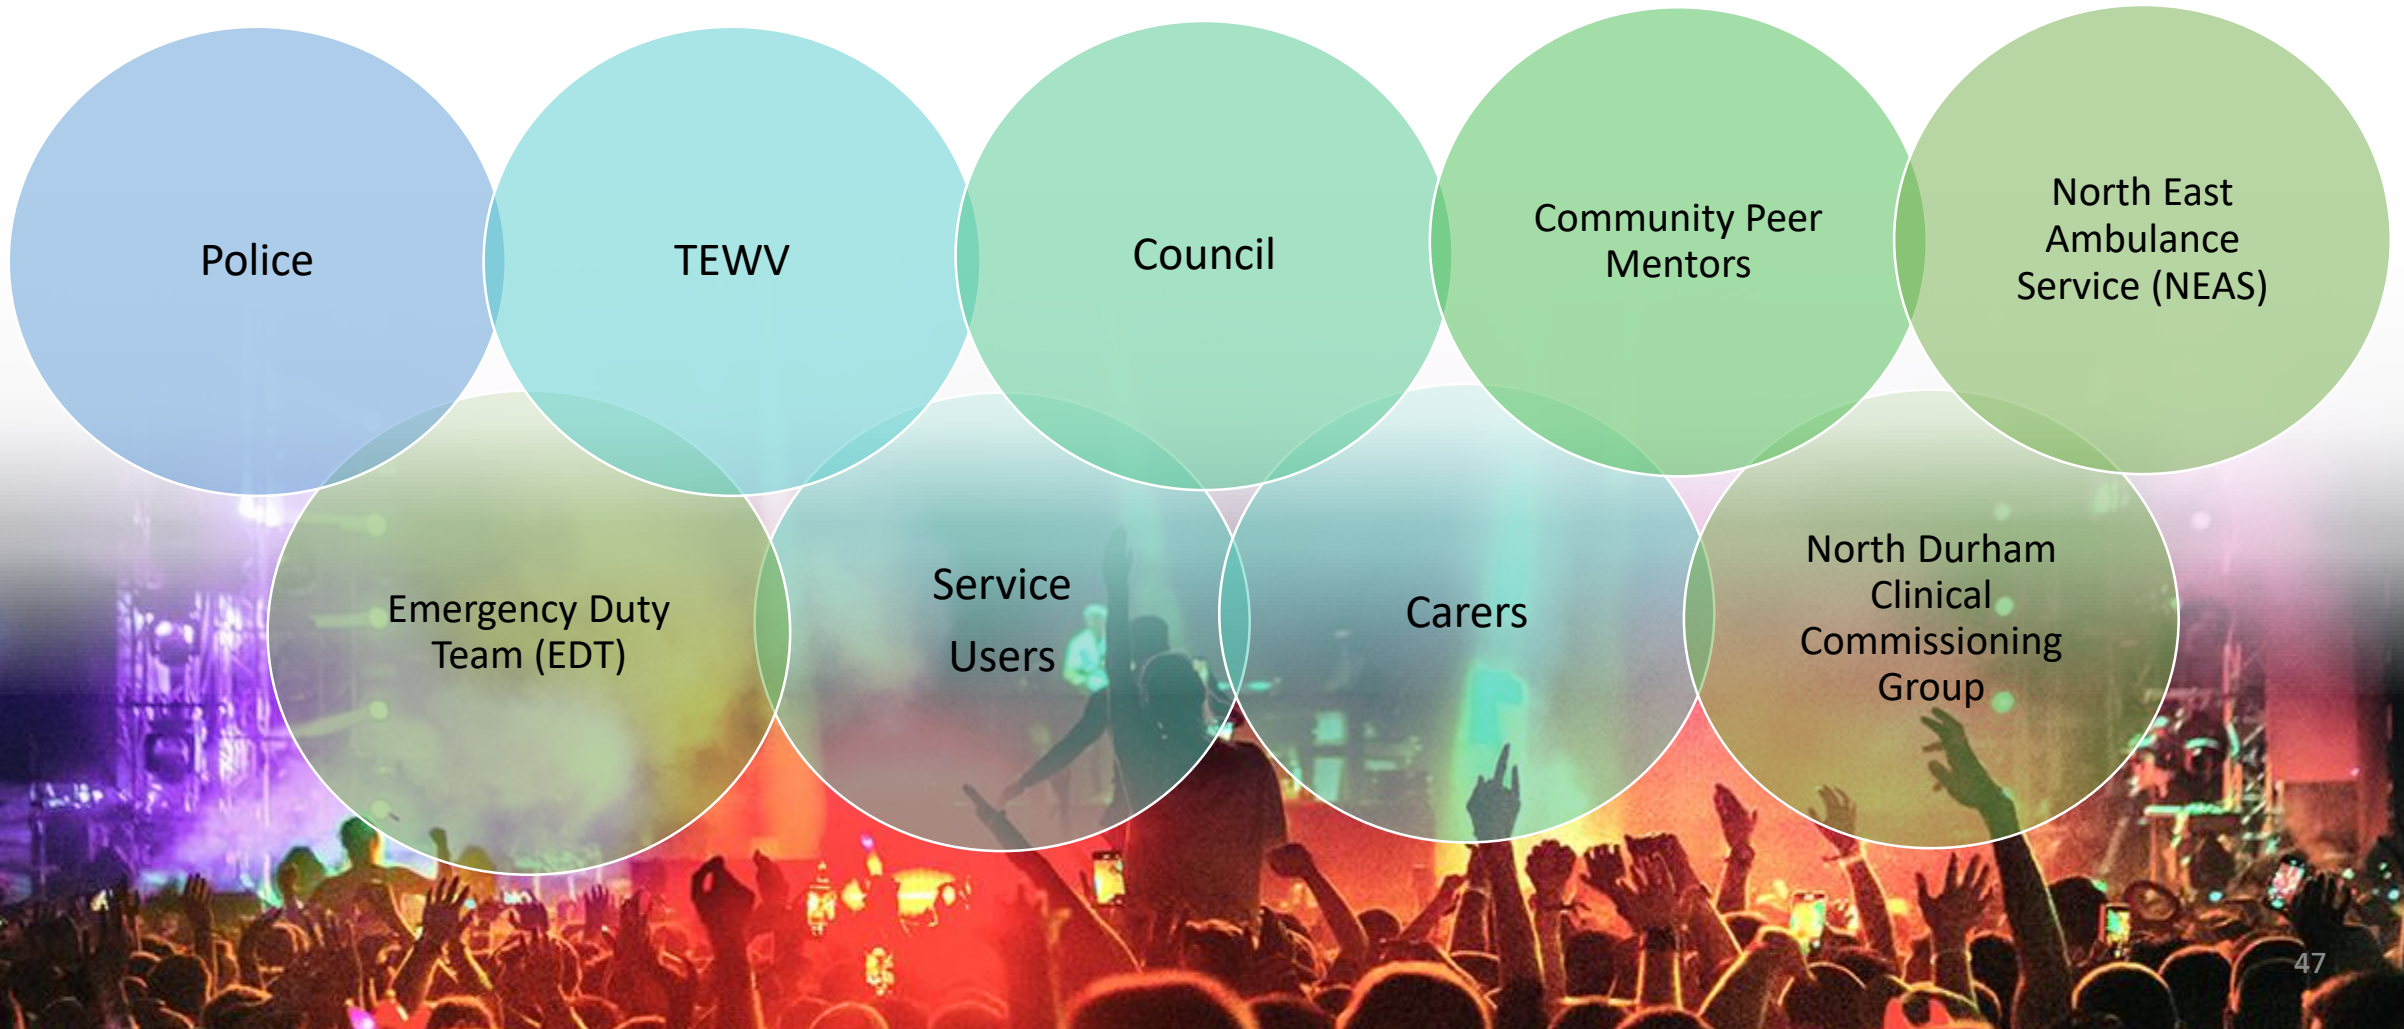 Police
TEWV
Council
Community Peer
Mentors
North East
Ambulance
Service (NEAS)
Emergency Duty
Team (EDT)
Service
Users
Carers
North Durham
Clinical
Commissioning
Group
47